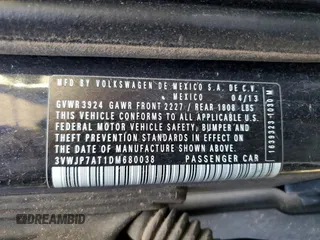 MFD. BY VOLKSWAGEN DE MEXICO S.A. DE C.V.
MEXICO 04/13
GVWR 3924 GAWR FRONT 2227 / REAR 1808 LBS
THIS VEHICLE CONFORMS TO ALL APPLICABLE
FEDERAL MOTOR VEHICLE SAFETY, BUMPER AND
THEFT PREVENTION STANDARDS IN EFFECT
ON THE DATE OF MANUFACTURE SHOWN ABOVE.
3VWJP7AT1DM680038 PASSENGER CAR
DREAMBID